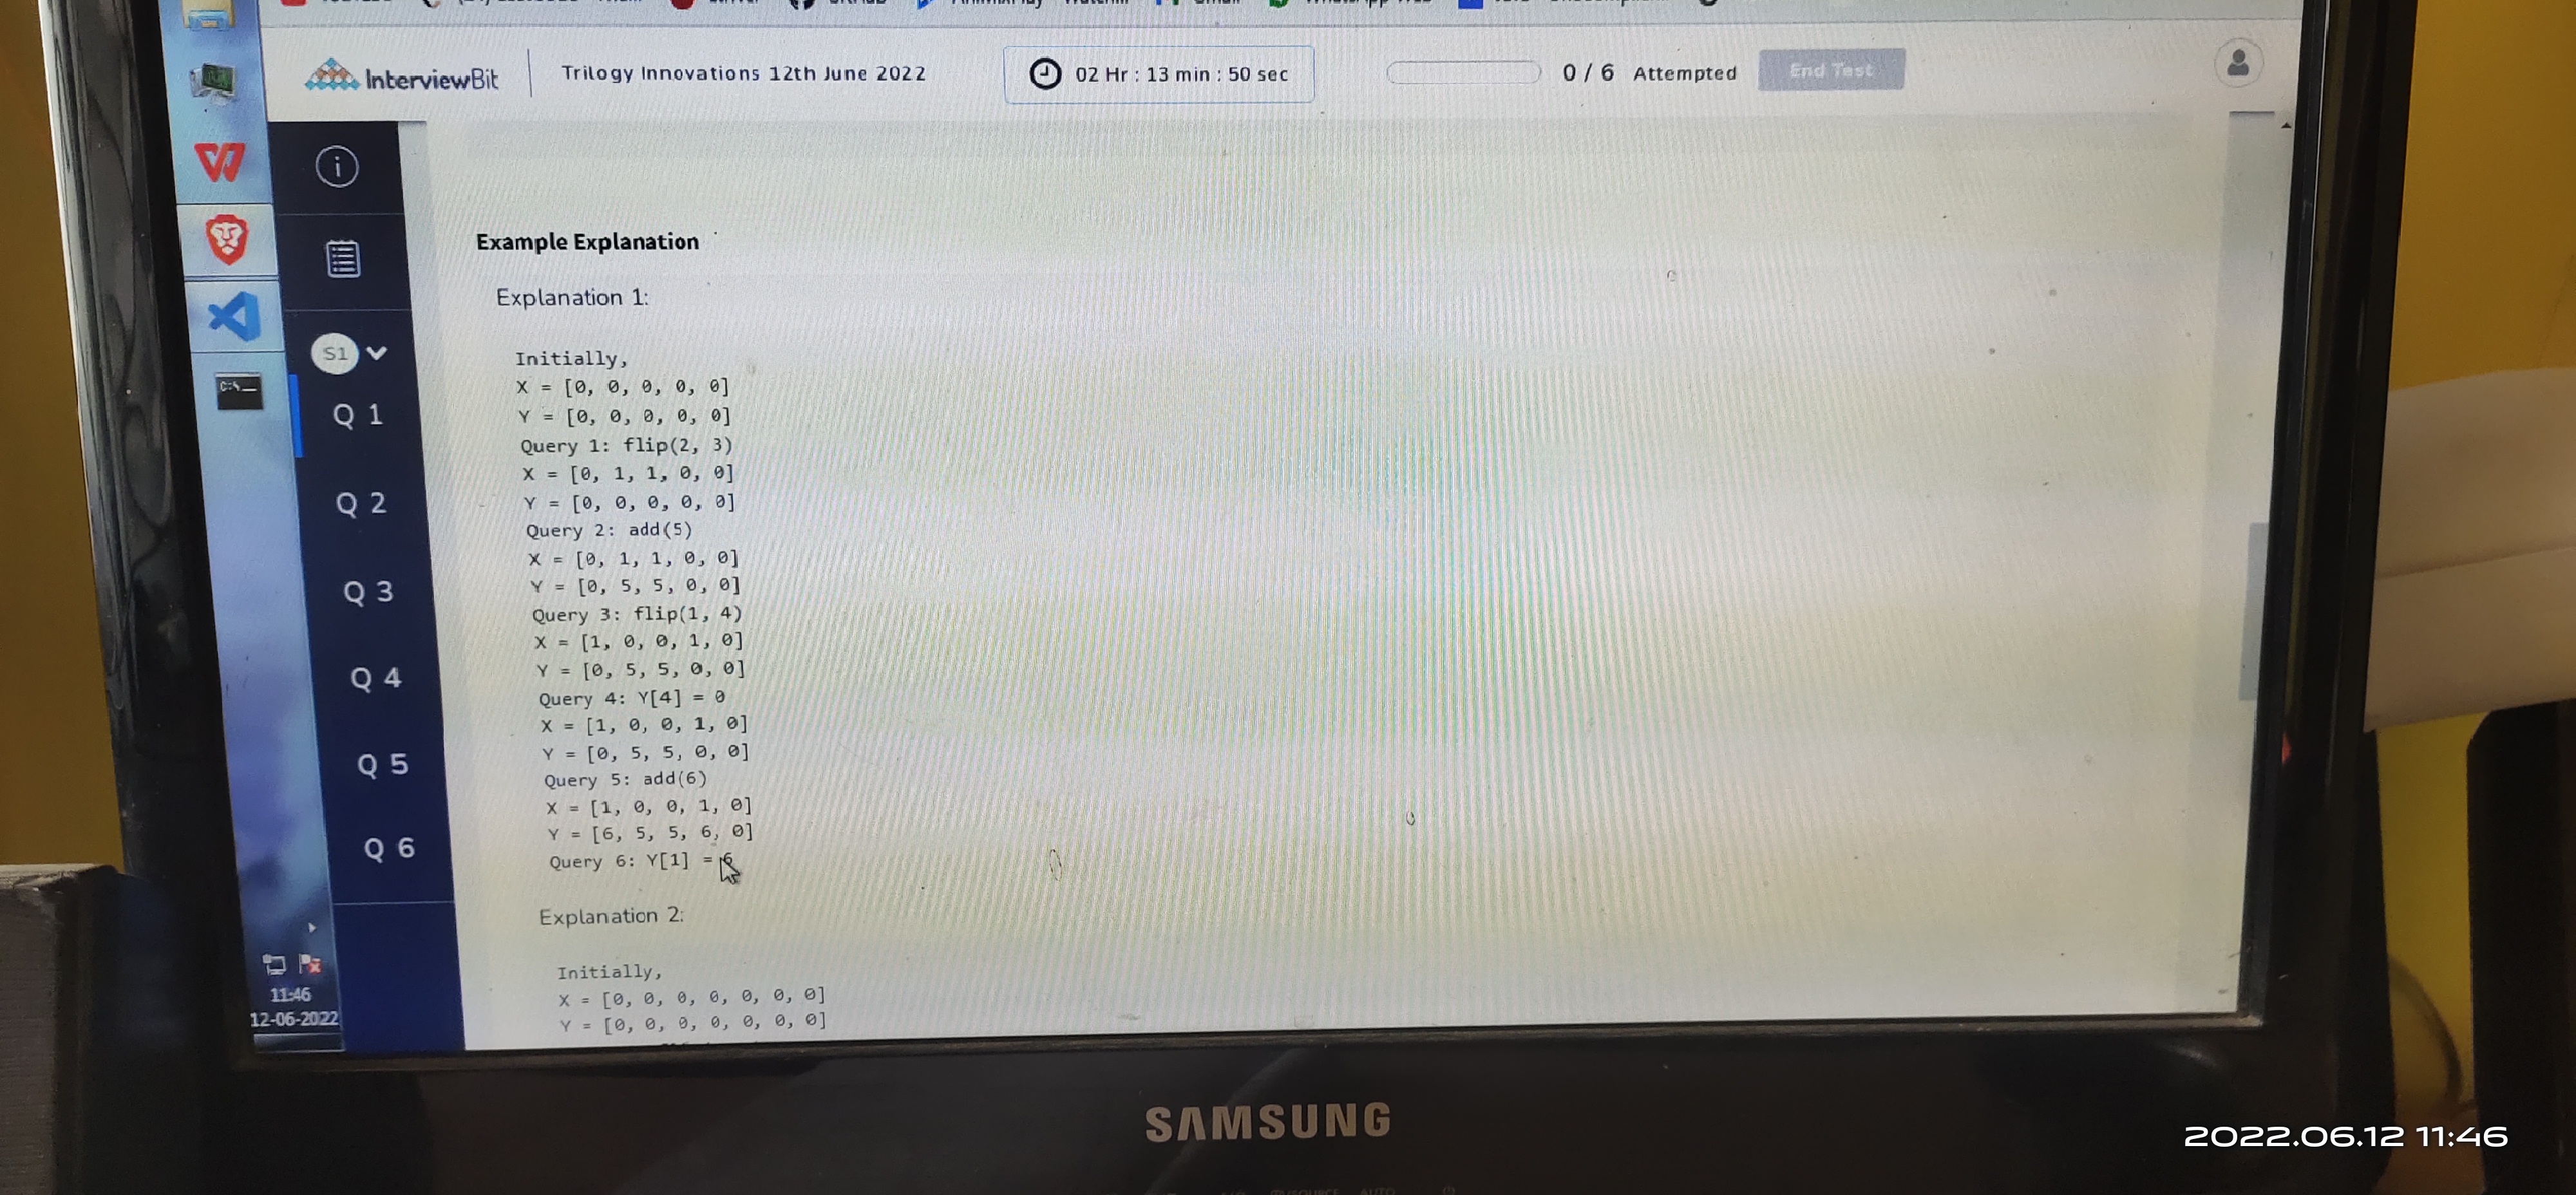 InterviewBit
Trilogy Innovations 12th June 2022
02 Hr : 13 min : 50 sec
0 / 6 Attempted
End Test
S1
Q 1
Q 2
Q 3
Q 4
Q 5
Q 6
Example Explanation
Explanation 1:
Initially,
X = [0, 0, 0, 0, 0]
Y = [0, 0, 0, 0, 0]
Query 1: flip(2, 3)
X = [0, 1, 1, 0, 0]
Y = [0, 0, 0, 0, 0]
Query 2: add(5)
X = [0, 1, 1, 0, 0]
Y = [0, 5, 5, 0, 0]
Query 3: flip(1, 4)
X = [1, 0, 0, 1, 0]
Y = [0, 5, 5, 0, 0]
Query 4: Y[4] = 0
X = [1, 0, 0, 1, 0]
Y = [0, 5, 5, 0, 0]
Query 5: add(6)
X = [1, 0, 0, 1, 0]
Y = [6, 5, 5, 6, 0]
Query 6: Y[1] = 6
Explanation 2:
Initially,
X = [0, 0, 0, 0, 0, 0, 0]
Y = [0, 0, 0, 0, 0, 0, 0]
11:46
12-06-2022
SAMSUNG
2022.06.12 11:46